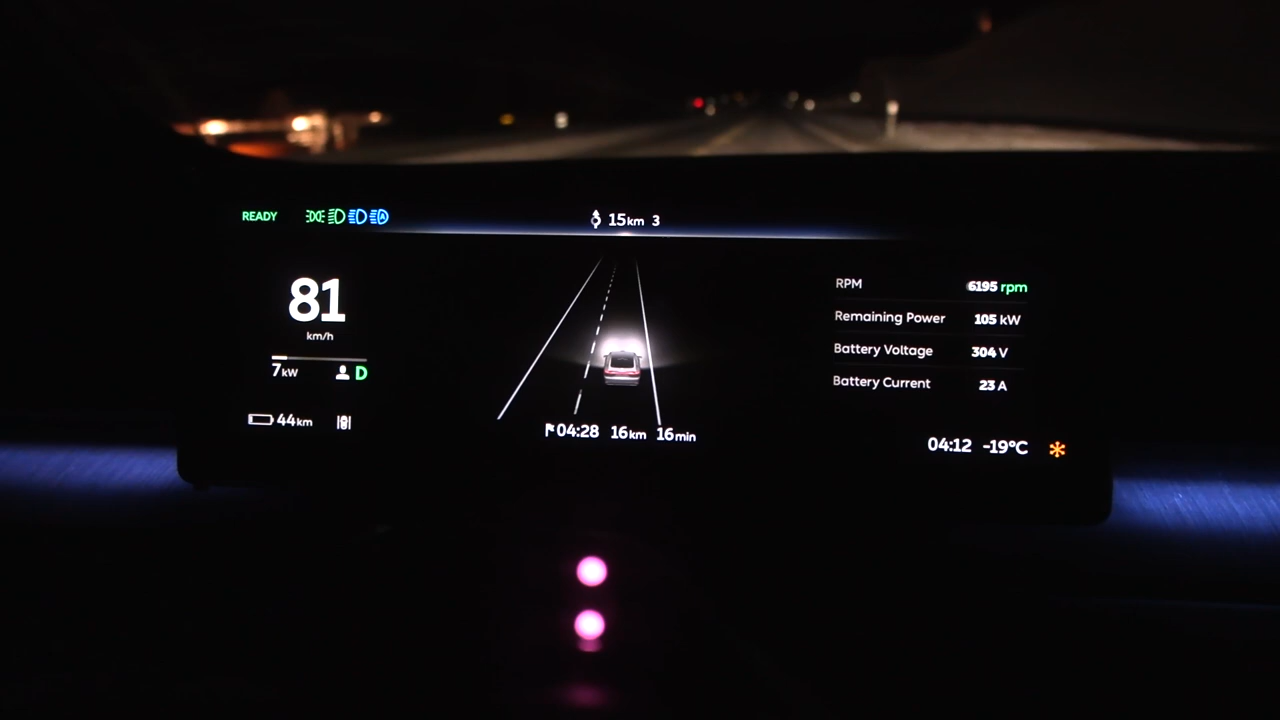 READY
15km 3
81
km/h
7kW D
44km
04:28 16km 16min
RPM 6195 rpm
Remaining Power 105 kW
Battery Voltage 304 V
Battery Current 23 A
04:12 -19°C